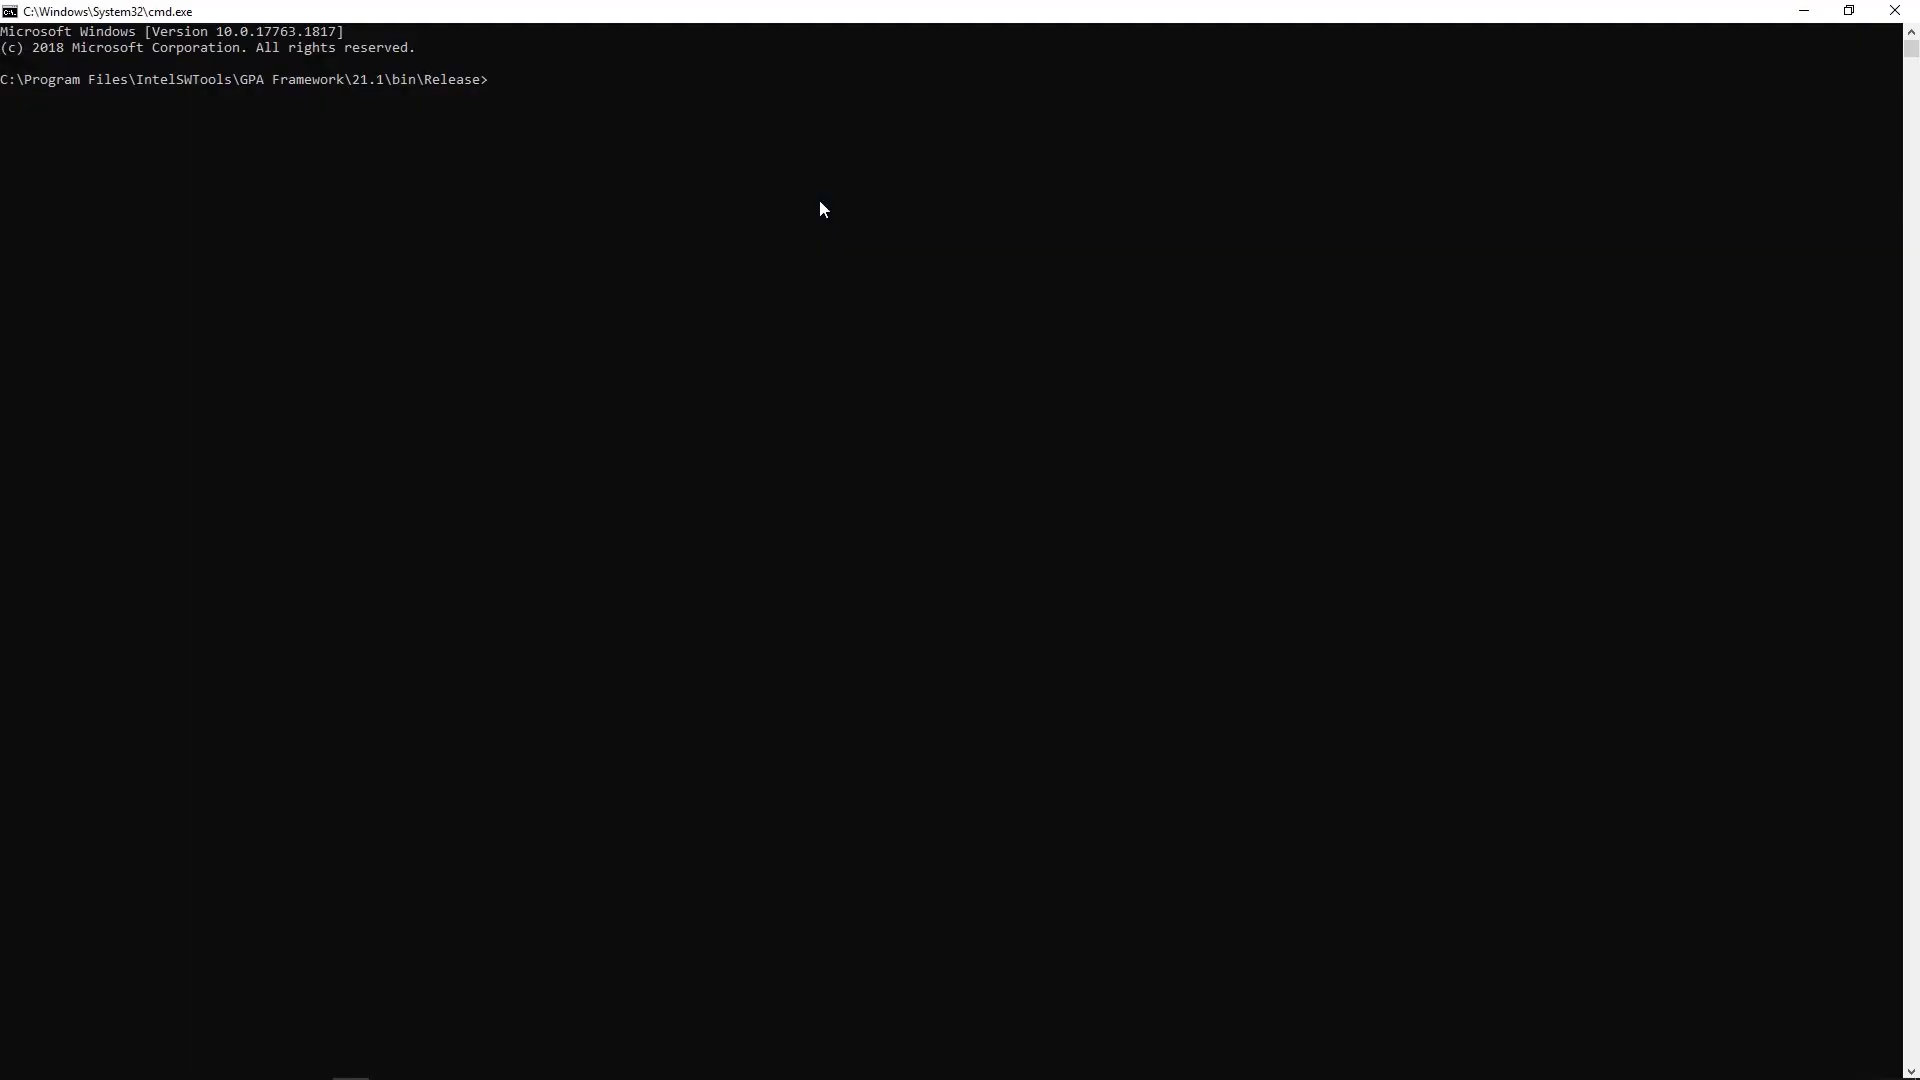 C:\Windows\System32\cmd.exe
Microsoft Windows [Version 10.0.17763.1817]
(c) 2018 Microsoft Corporation. All rights reserved.
C:\Program Files\IntelSWTools\GPA Framework\21.1\bin\Release>